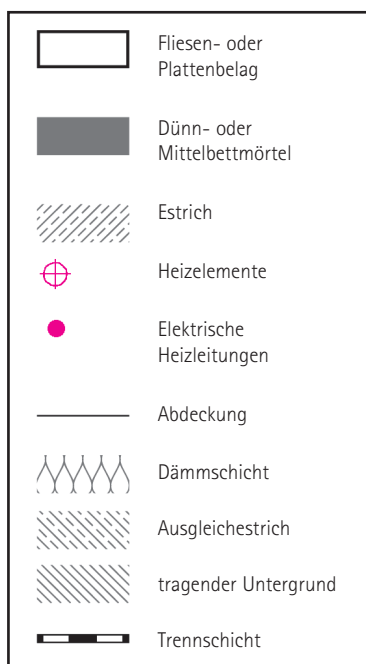 Fliesen- oder
Plattenbelag
Dünn- oder
Mittelbettmörtel
Estrich
Heizelemente
Elektrische
Heizleitungen
Abdeckung
Dämmschicht
Ausgleichestrich
tragender Untergrund
Trennschicht